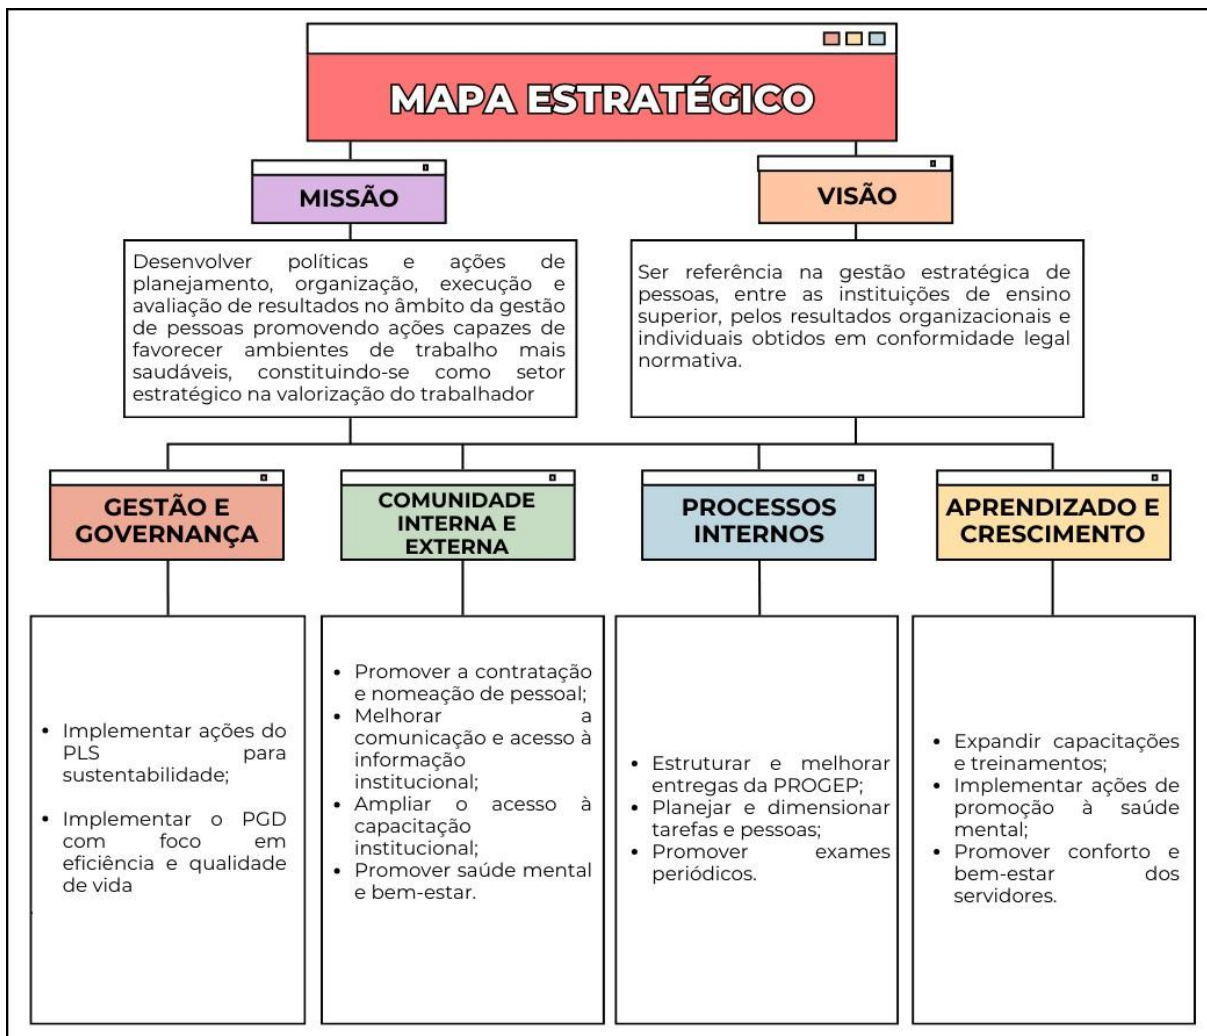 MAPA ESTRATÉGICO
MISSÃO
Desenvolver políticas e ações de
planejamento, organização, execução e
avaliação de resultados no âmbito da gestão
de pessoas promovendo ações capazes de
favorecer ambientes de trabalho mais
saudáveis, constituindo-se como setor
estratégico na valorização do trabalhador
VISÃO
Ser referência na gestão estratégica de
pessoas, entre as instituições de ensino
superior, pelos resultados organizacionais e
individuais obtidos em conformidade legal
normativa.
GESTÃO E
GOVERNANÇA
• Implementar ações do
PLS para
sustentabilidade;
• Implementar o PGD
com foco em
eficiência e qualidade
de vida
.
COMUNIDADE
INTERNA E
EXTERNA
• Promover a contratação
e nomeação de pessoal;
• Melhorar a
comunicação e acesso à
informação
institucional;
• Ampliar o acesso à
capacitação
institucional;
• Promover saúde mental
e bem-estar.
PROCESSOS
INTERNOS
• Estruturar e melhorar
entregas da PROGEP;
• Planejar e dimensionar
tarefas e pessoas;
• Promover exames
periódicos.
APRENDIZADO E
CRESCIMENTO
• Expandir capacitações
e treinamentos;
• Implementar ações de
promoção à saúde
mental;
• Promover conforto e
bem-estar dos
servidores.